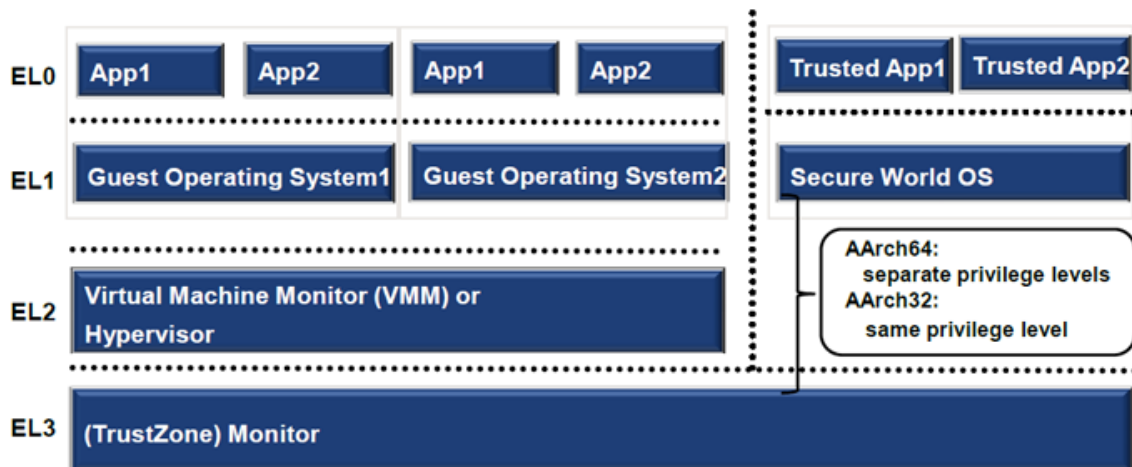 EL0
App1
App2
App1
App2
Trusted App1
Trusted App2
EL1
Guest Operating System1
Guest Operating System2
Secure World OS
AArch64:
separate privilege levels
AArch32:
same privilege level
EL2
Virtual Machine Monitor (VMM) or
Hypervisor
EL3
(TrustZone) Monitor